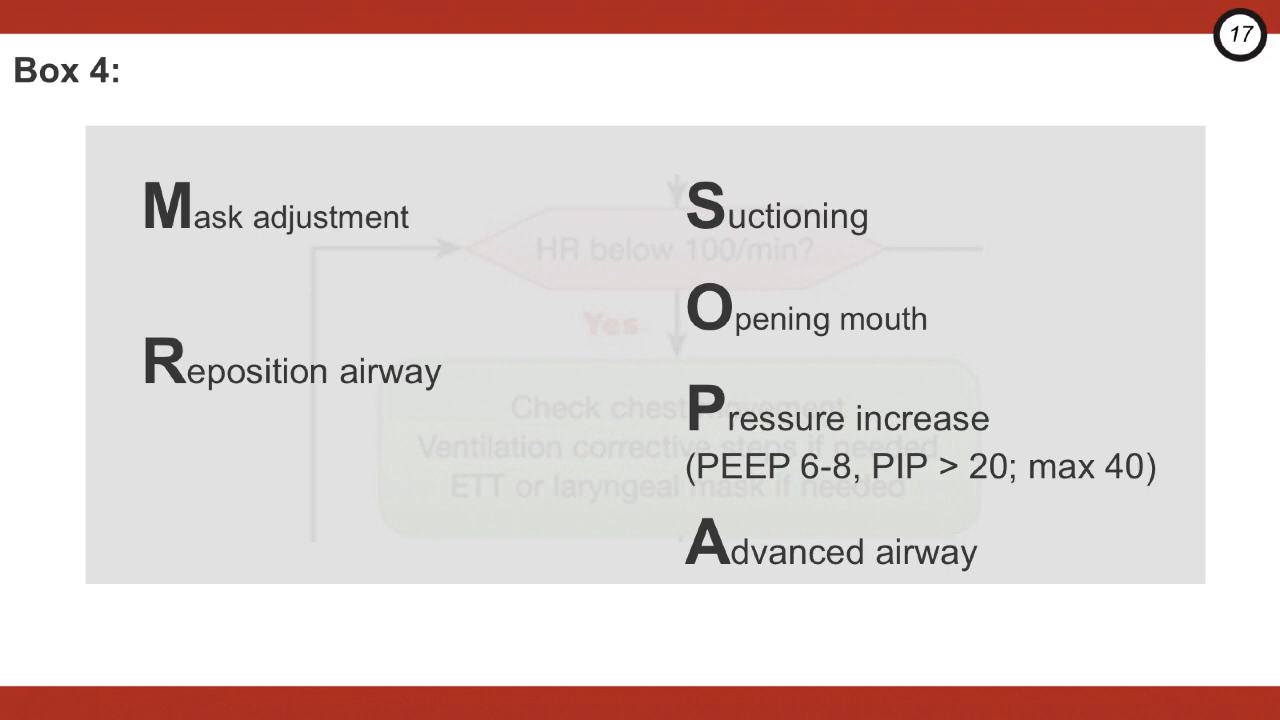 17
Box 4:
Mask adjustment
Reposition airway
Suctioning
Opening mouth
Pressure increase
(PEEP 6-8, PIP > 20; max 40)
Advanced airway
HR below 100/min?
Yes
Check chest movement
Ventilation corrective steps if needed
ETT or laryngeal mask if needed